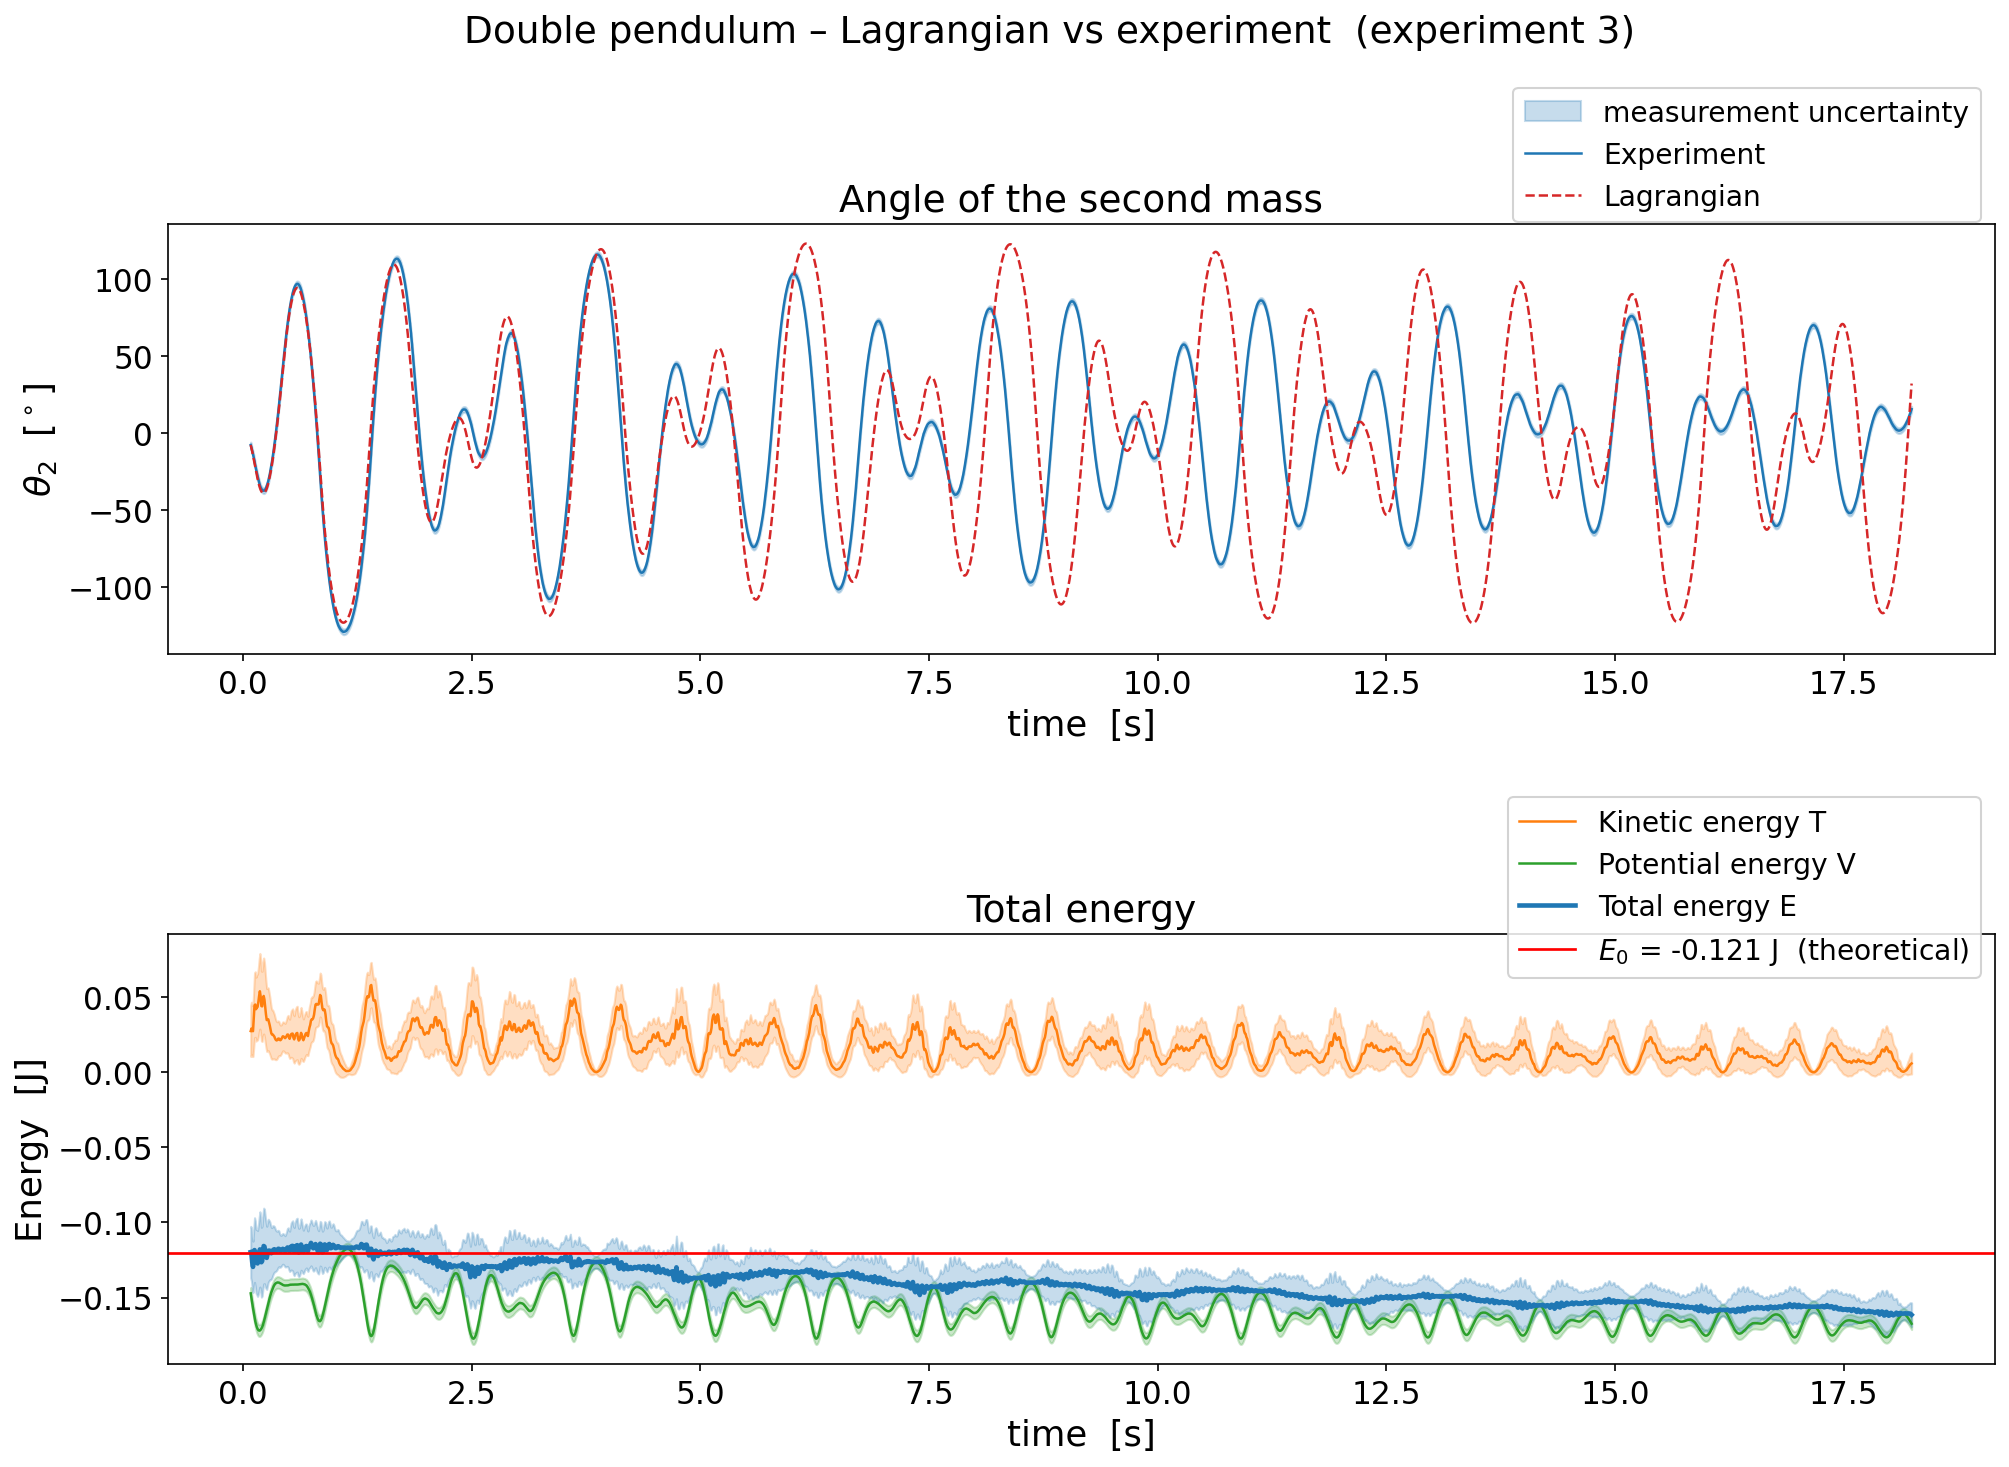 Double pendulum – Lagrangian vs experiment  (experiment 3)
measurement uncertainty
Experiment
Lagrangian
Angle of the second mass
100
50
0
−50
−100
θ₂ [°]
0.0 2.5 5.0 7.5 10.0 12.5 15.0 17.5
time [s]
Kinetic energy T
Potential energy V
Total energy E
E₀ = -0.121 J (theoretical)
Total energy
0.05
0.00
−0.05
−0.10
−0.15
Energy [J]
0.0 2.5 5.0 7.5 10.0 12.5 15.0 17.5
time [s]